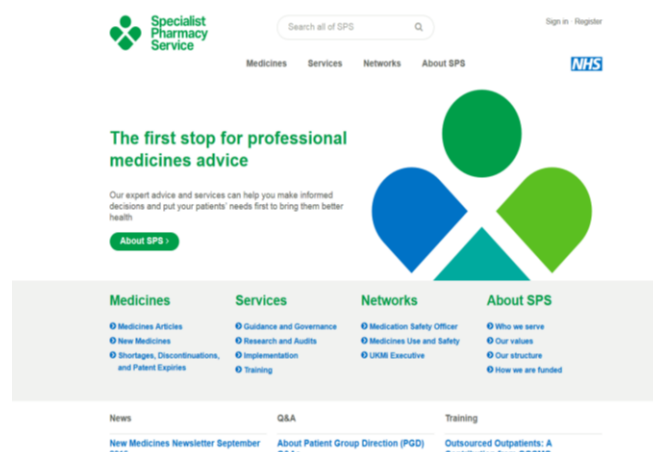 Specialist
Pharmacy
Service
Search all of SPS
Sign in · Register
Medicines Services Networks About SPS
NHS
The first stop for professional
medicines advice
Our expert advice and services can help you make informed
decisions and put your patients' needs first to bring them better
health
About SPS ›
Medicines Services Networks About SPS
Medicines Articles Guidance and Governance Medication Safety Officer Who we serve
New Medicines Research and Audits Medicines Use and Safety Our values
Shortages, Discontinuations, Implementation UKMi Executive Our structure
and Patent Expiries Training How we are funded
News Q&A Training
New Medicines Newsletter September About Patient Group Direction (PGD) Outsourced Outpatients: A